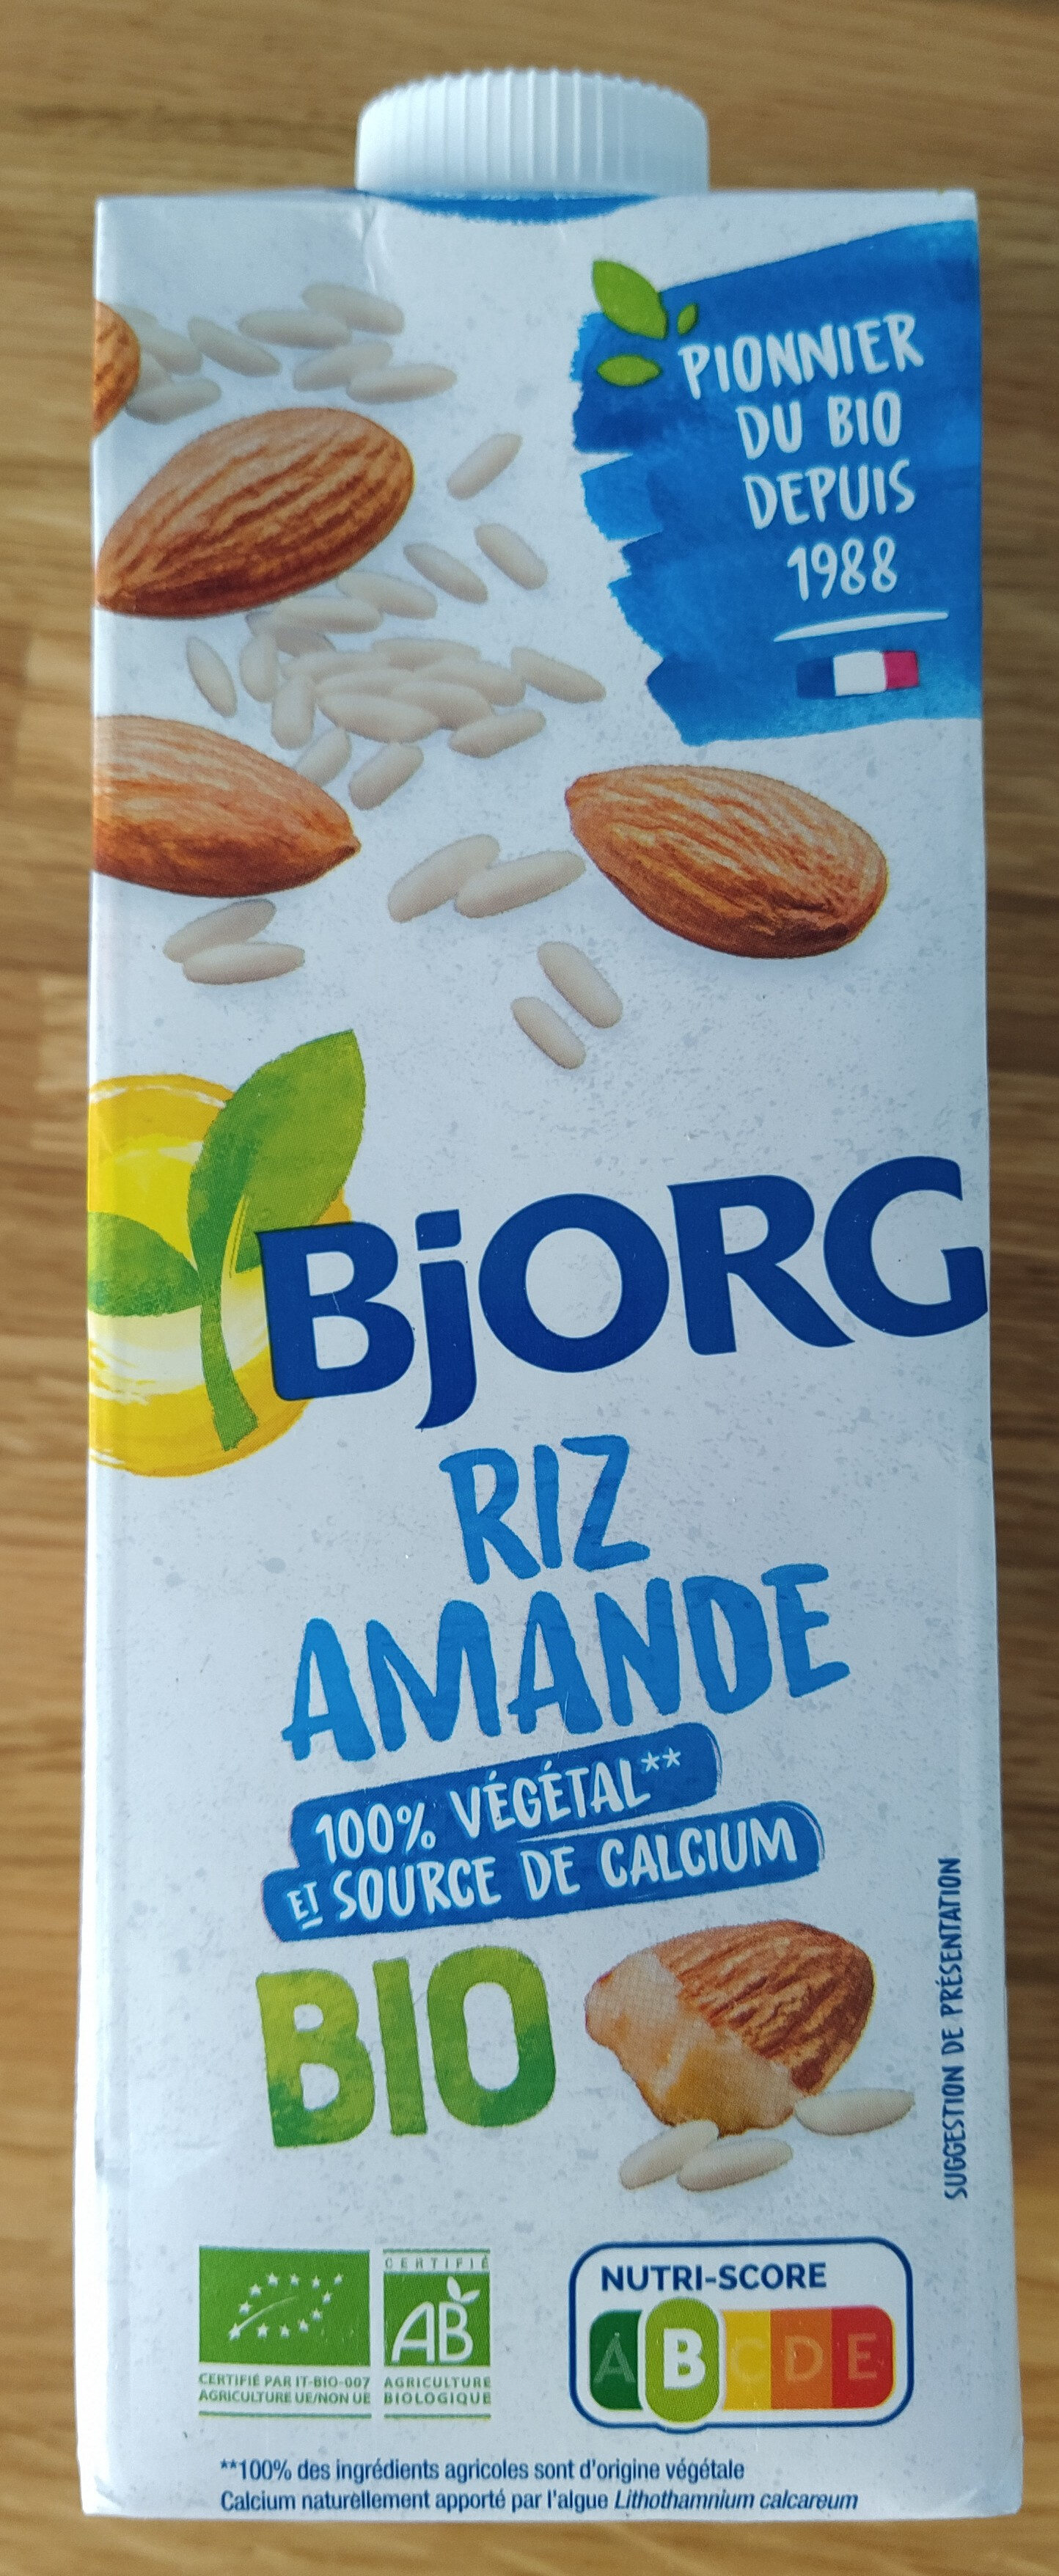 PIONNIER
DU BIO
DEPUIS
1988
BjORG
RIZ
AMANDE
100% VÉGÉTAL**
ET SOURCE DE CALCIUM
BIO
SUGGESTION DE PRÉSENTATION
CERTIFIÉ PAR IT-BIO-007
AGRICULTURE UE/NON UE
CERTIFIÉ
AB
AGRICULTURE
BIOLOGIQUE
NUTRI-SCORE
A B C D E
**100% des ingrédients agricoles sont d'origine végétale
Calcium naturellement apporté par l'algue Lithothamnium calcareum